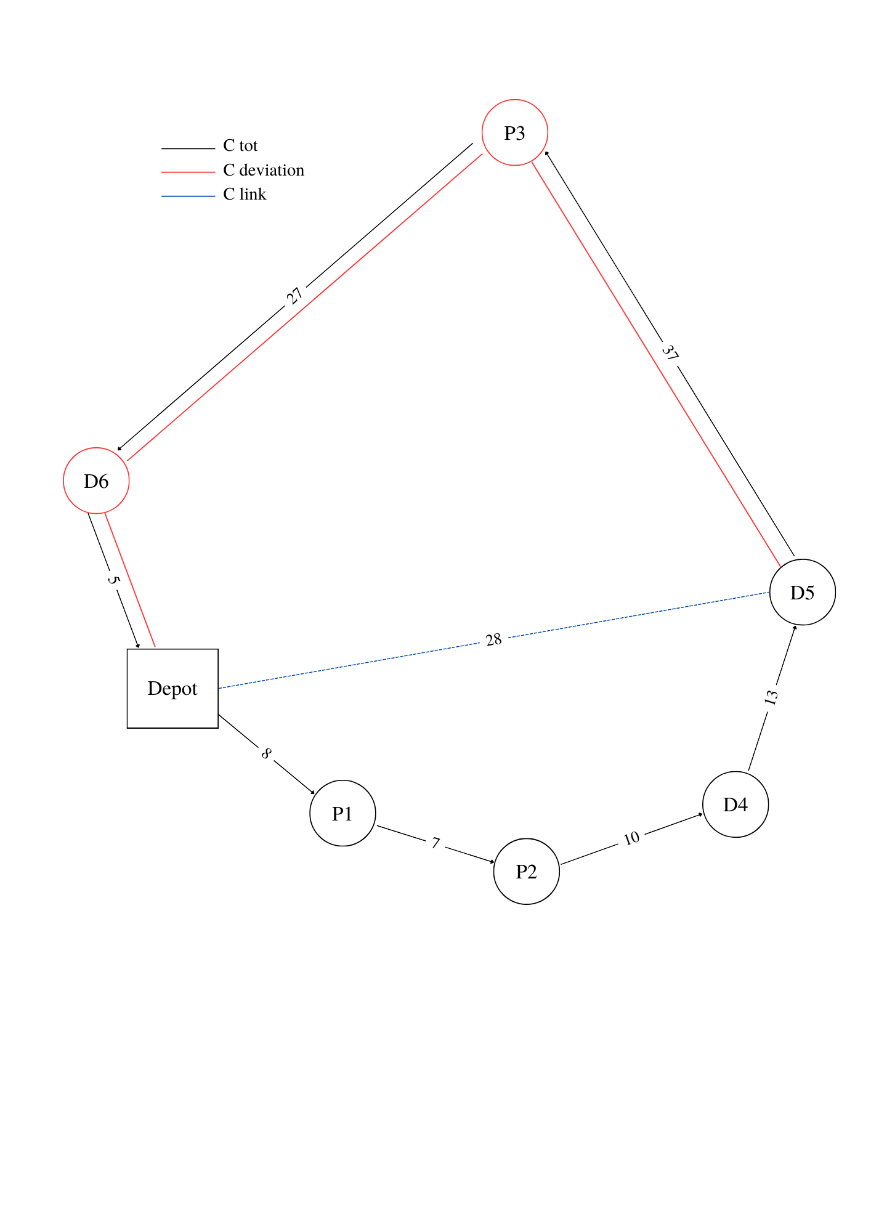 P3
C tot
C deviation
C link
27
37
D6
5
D5
28
Depot
13
8
D4
P1
10
7
P2